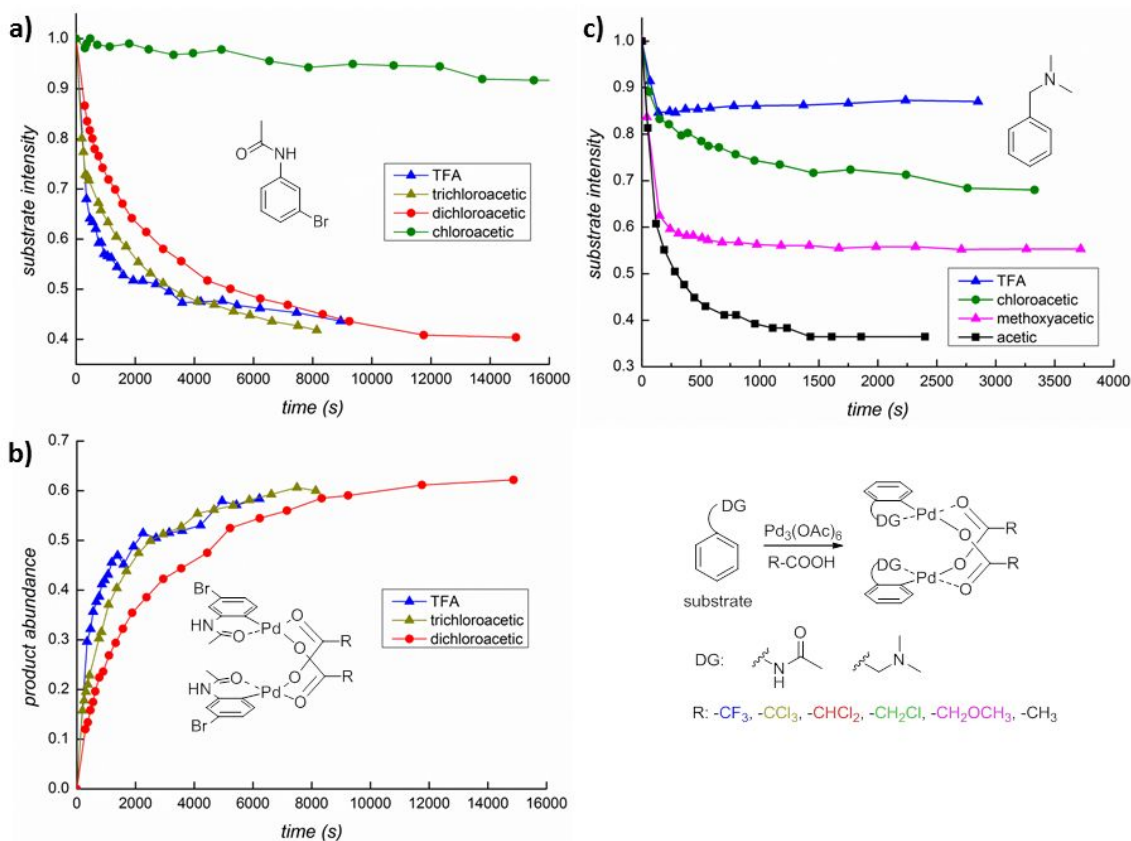 a)
1.0
0.9
0.8
0.7
0.6
0.5
0.4
substrate intensity
O
NH
Br
TFA
trichloroacetic
dichloroacetic
chloroacetic
0 2000 4000 6000 8000 10000 12000 14000 16000
time (s)
c)
1.0
0.9
0.8
0.7
0.6
0.5
0.4
0.3
substrate intensity
N
TFA
chloroacetic
methoxyacetic
acetic
0 500 1000 1500 2000 2500 3000 3500 4000
time (s)
b)
0.7
0.6
0.5
0.4
0.3
0.2
0.1
0.0
product abundance
TFA
trichloroacetic
dichloroacetic
Br
HN O Pd O R
O
O
HN O Pd O R
Br
0 2000 4000 6000 8000 10000 12000 14000 16000
time (s)
DG
substrate
Pd3(OAc)6
R-COOH
DG Pd O R
O
O
DG Pd O R
DG:
N
H
O
N
R: -CF3, -CCl3, -CHCl2, -CH2Cl, -CH2OCH3, -CH3